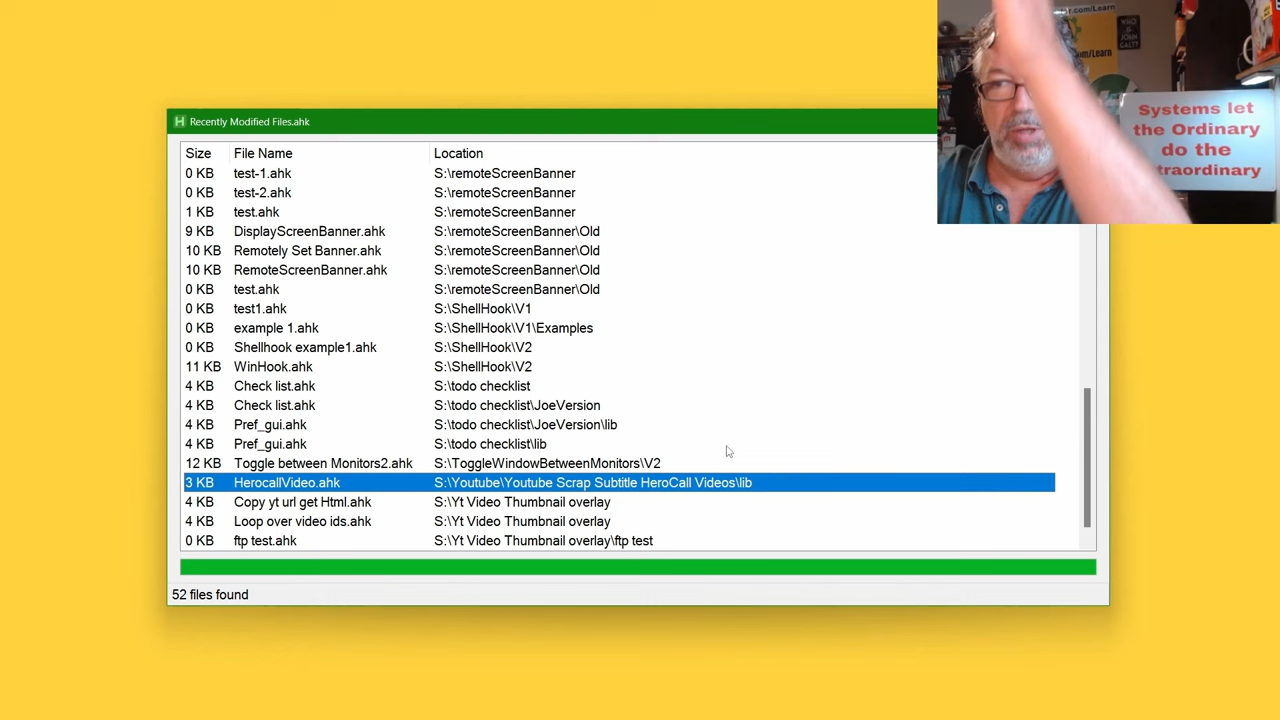 er.com/Learn
WHO
IS
JOHN
GALT?
com/Learn
Systems let
the Ordinary
do the
traordinary
H Recently Modified Files.ahk
Size File Name Location
0 KB test-1.ahk S:\remoteScreenBanner
0 KB test-2.ahk S:\remoteScreenBanner
1 KB test.ahk S:\remoteScreenBanner
9 KB DisplayScreenBanner.ahk S:\remoteScreenBanner\Old
10 KB Remotely Set Banner.ahk S:\remoteScreenBanner\Old
10 KB RemoteScreenBanner.ahk S:\remoteScreenBanner\Old
0 KB test.ahk S:\remoteScreenBanner\Old
0 KB test1.ahk S:\ShellHook\V1
0 KB example 1.ahk S:\ShellHook\V1\Examples
0 KB Shellhook example1.ahk S:\ShellHook\V2
11 KB WinHook.ahk S:\ShellHook\V2
4 KB Check list.ahk S:\todo checklist
4 KB Check list.ahk S:\todo checklist\JoeVersion
4 KB Pref_gui.ahk S:\todo checklist\JoeVersion\lib
4 KB Pref_gui.ahk S:\todo checklist\lib
12 KB Toggle between Monitors2.ahk S:\ToggleWindowBetweenMonitors\V2
3 KB HerocallVideo.ahk S:\Youtube\Youtube Scrap Subtitle HeroCall Videos\lib
4 KB Copy yt url get Html.ahk S:\Yt Video Thumbnail overlay
4 KB Loop over video ids.ahk S:\Yt Video Thumbnail overlay
0 KB ftp test.ahk S:\Yt Video Thumbnail overlay\ftp test
52 files found